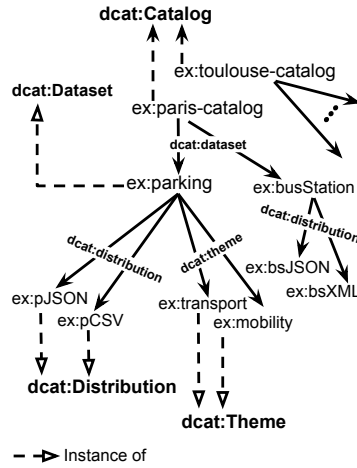 dcat:Catalog
ex:toulouse-catalog
dcat:Dataset
ex:paris-catalog
dcat:dataset
ex:parking
ex:busStation
dcat:distribution
dcat:theme
dcat:distribution
ex:bsJSON
ex:bsXML
ex:pJSON
ex:pCSV
ex:transport
ex:mobility
dcat:Distribution
dcat:Theme
Instance of